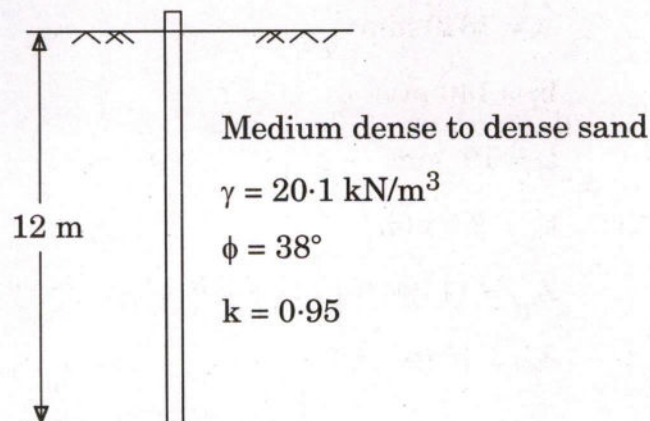 Medium dense to dense sand
γ = 20·1 kN/m³
12 m
ϕ = 38°
k = 0·95